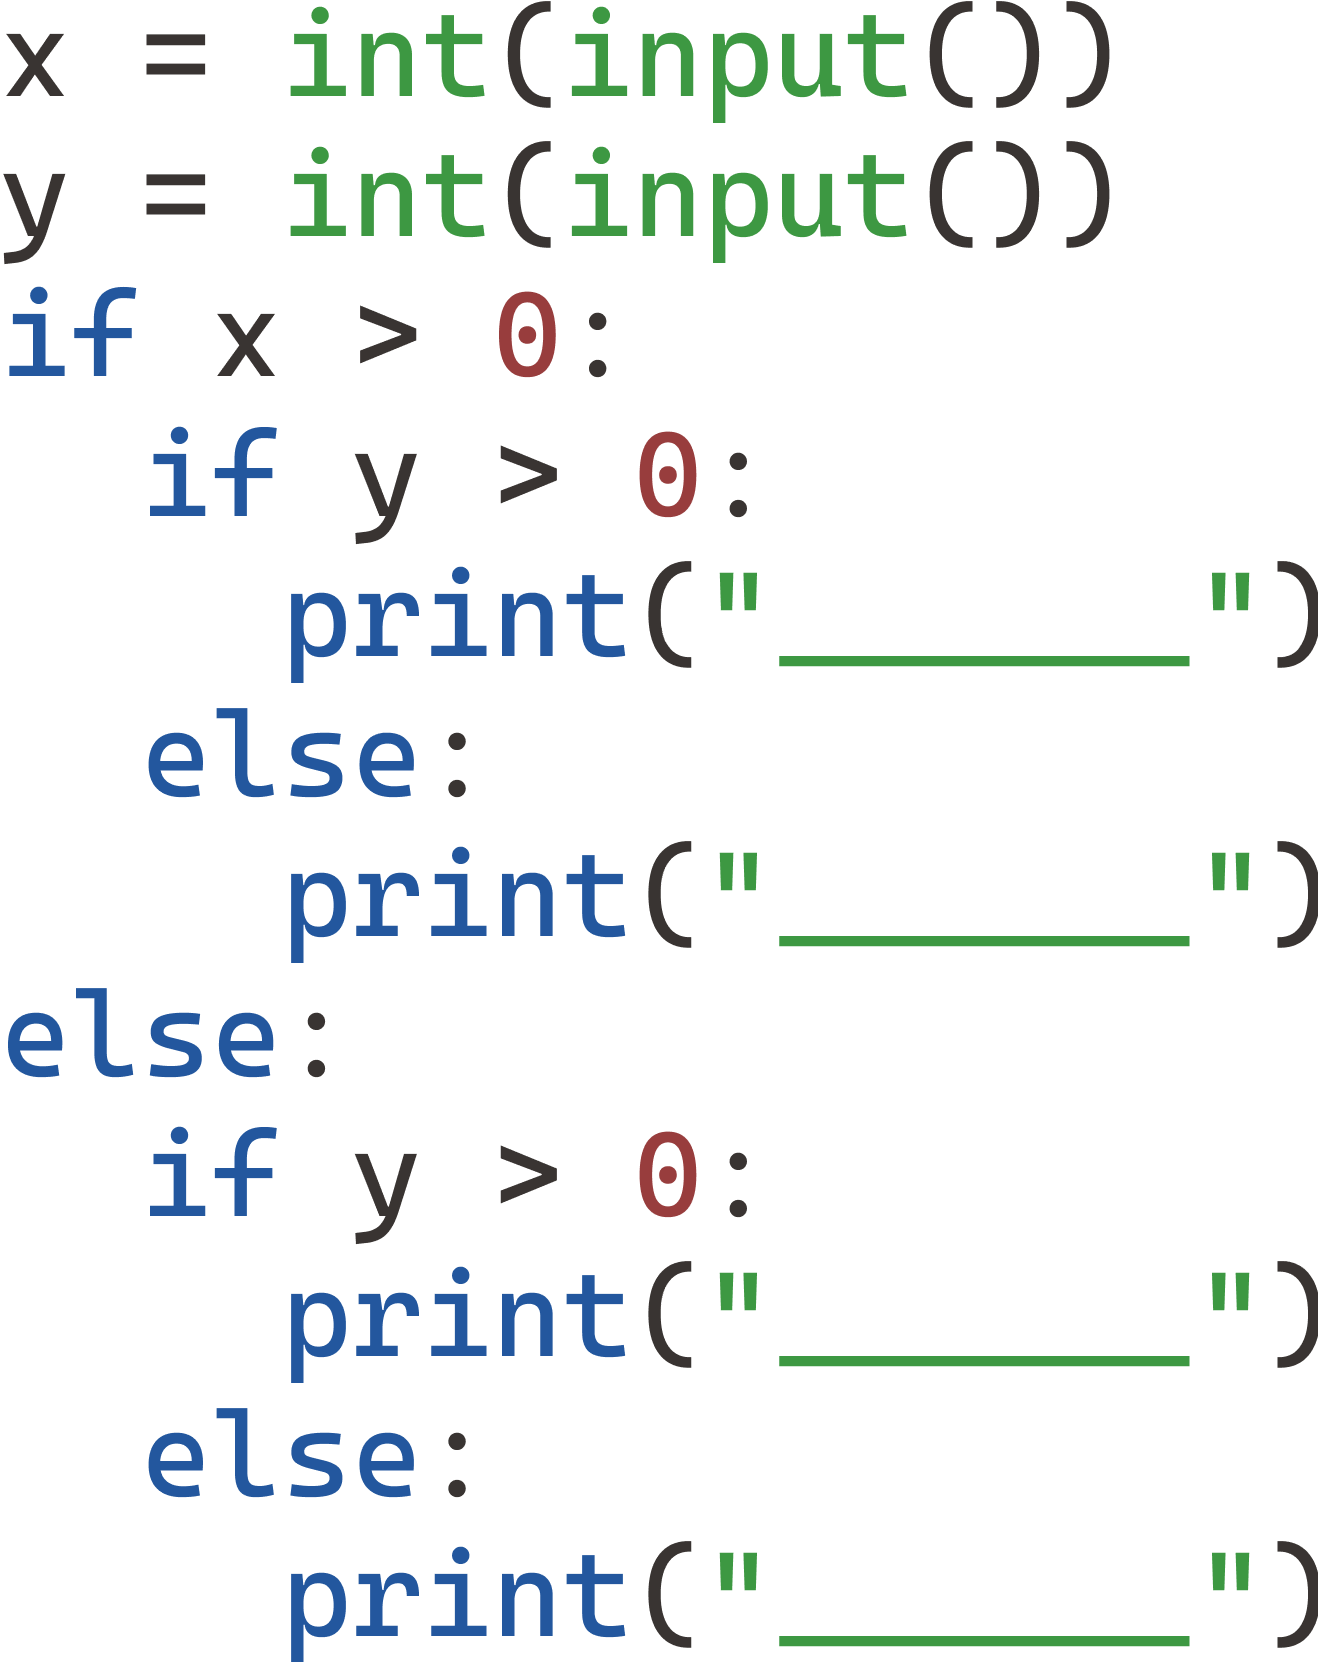 x = int(input())
y = int(input())
if x > 0:
  if y > 0:
    print("______")
  else:
    print("______")
else:
  if y > 0:
    print("______")
  else:
    print("______")